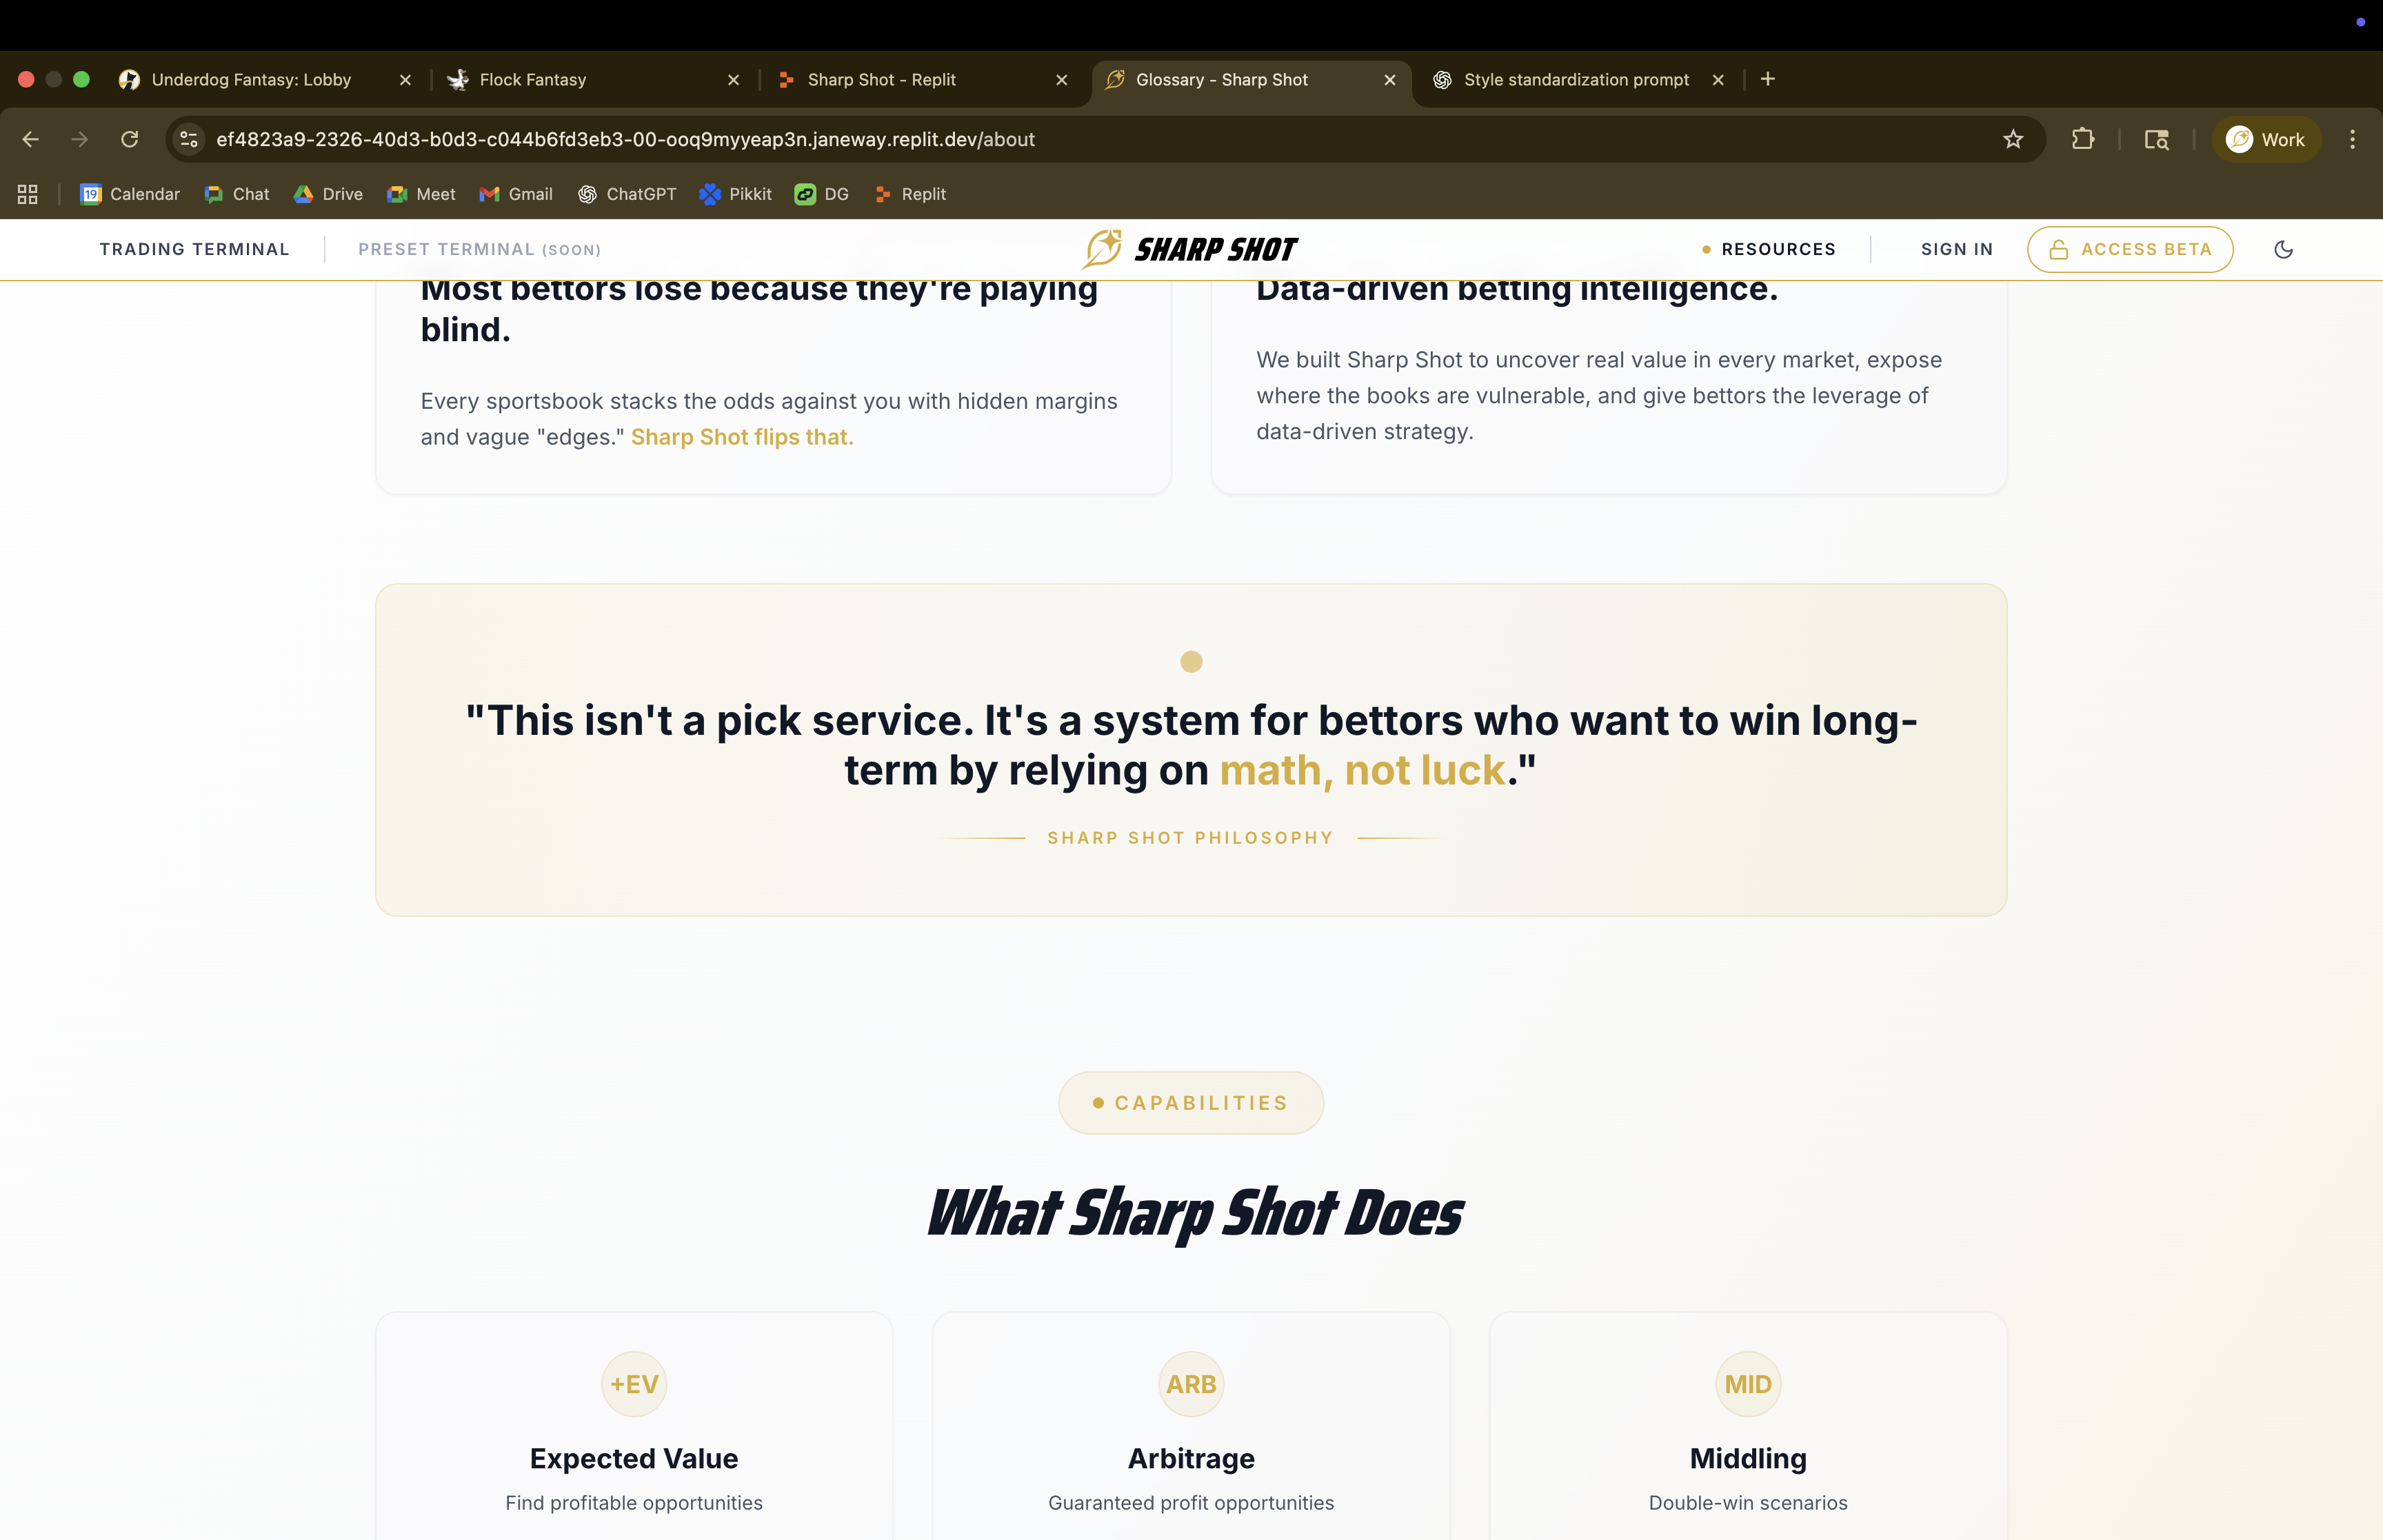 Underdog Fantasy: Lobby
Flock Fantasy
Sharp Shot - Replit
Glossary - Sharp Shot
Style standardization prompt
ef4823a9-2326-40d3-b0d3-c044b6fd3eb3-00-ooq9myyeap3n.janeway.replit.dev/about
Work
19
Calendar
Chat
Drive
Meet
Gmail
ChatGPT
Pikkit
DG
Replit
TRADING TERMINAL
PRESET TERMINAL (SOON)
SHARP SHOT
RESOURCES
SIGN IN
ACCESS BETA
Most bettors lose because they're playing
blind.
Every sportsbook stacks the odds against you with hidden margins
and vague "edges." Sharp Shot flips that.
Data-driven betting intelligence.
We built Sharp Shot to uncover real value in every market, expose
where the books are vulnerable, and give bettors the leverage of
data-driven strategy.
"This isn't a pick service. It's a system for bettors who want to win long-
term by relying on math, not luck."
SHARP SHOT PHILOSOPHY
CAPABILITIES
What Sharp Shot Does
+EV
Expected Value
Find profitable opportunities
ARB
Arbitrage
Guaranteed profit opportunities
MID
Middling
Double-win scenarios